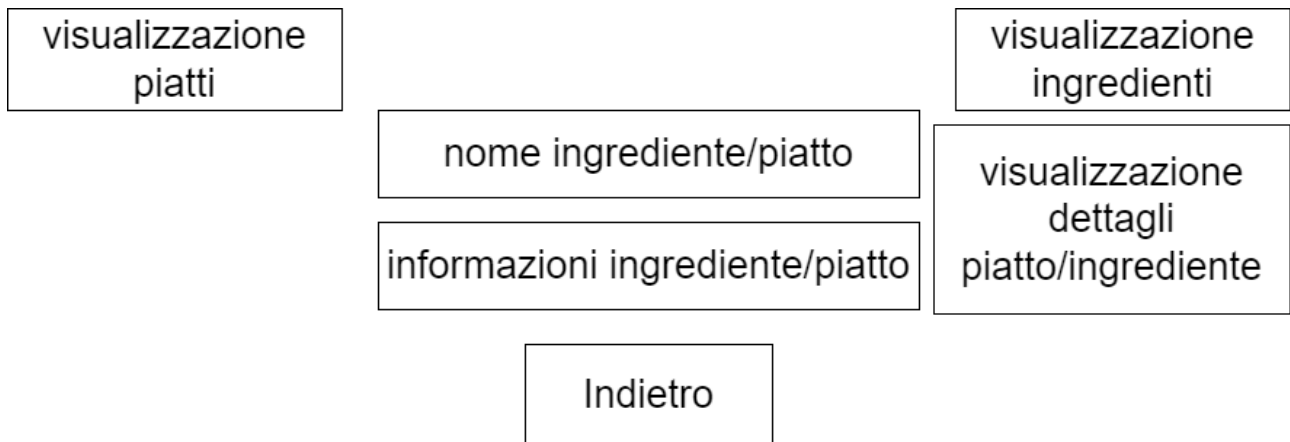 visualizzazione
piatti
visualizzazione
ingredienti
nome ingrediente/piatto
visualizzazione
dettagli
piatto/ingrediente
informazioni ingrediente/piatto
Indietro